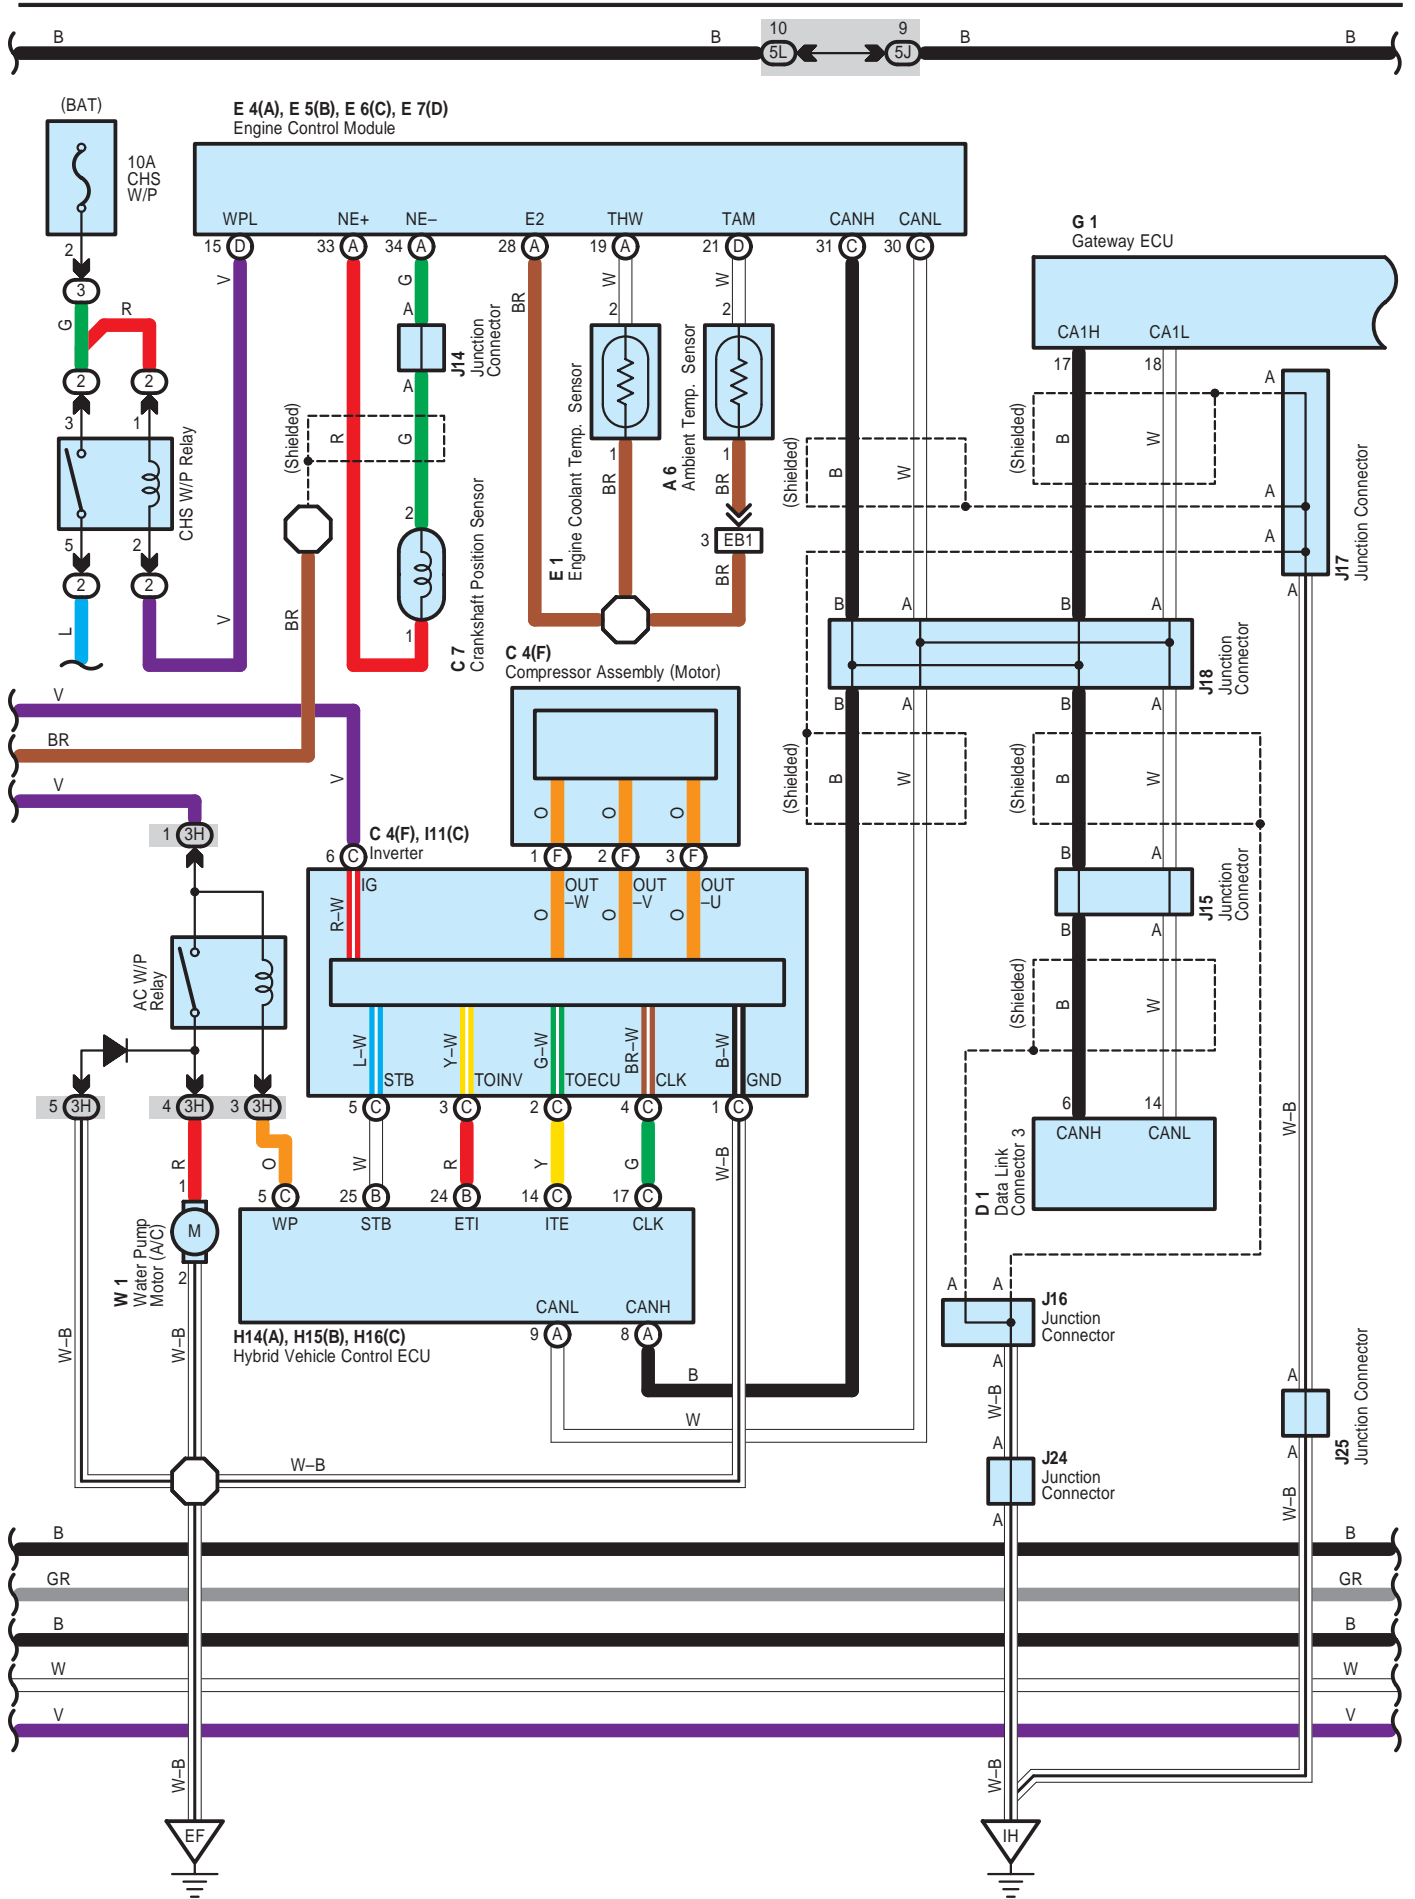 B
B
10
5L
9
5J
B
B
(BAT)
10A
CHS
W/P
E 4(A), E 5(B), E 6(C), E 7(D)
Engine Control Module
WPL
NE+
NE–
E2
THW
TAM
CANH
CANL
15 D
33 A
34 A
28 A
19 A
21 D
31 C
30 C
G 1
Gateway ECU
CA1H
CA1L
17
18
2
3
G
R
2
2
3
1
CHS W/P Relay
5
2
2
2
L
V
V
G
A
J14
Junction
Connector
A
(Shielded)
R
G
2
C 7
Crankshaft Position Sensor
1
BR
BR
W
2
E 1
Engine Coolant Temp. Sensor
1
BR
W
2
A 6
Ambient Temp. Sensor
1
BR
3
EB1
BR
(Shielded)
B
W
(Shielded)
B
W
A
A
A
J17
Junction Connector
A
B
A
B
A
J18
Junction
Connector
B
A
B
A
(Shielded)
B
W
(Shielded)
B
W
V
BR
V
V
C 4(F)
Compressor Assembly (Motor)
O
O
O
1 F
2 F
3 F
1
3H
C 4(F), I11(C)
Inverter
6 C
IG
R–W
OUT
–W
OUT
–V
OUT
–U
O
O
O
B
A
J15
Junction
Connector
B
A
AC W/P
Relay
(Shielded)
B
W
L–W
Y–W
G–W
BR–W
B–W
STB
TOINV
TOECU
CLK
GND
5
3H
4
3H
3
3H
5 C
3 C
2 C
4 C
1 C
R
O
W
R
Y
G
W–B
6
14
CANH
CANL
D 1
Data Link
Connector 3
W–B
1
5 C
25 B
24 B
14 C
17 C
WP
STB
ETI
ITE
CLK
M
W 1
Water Pump
Motor (A/C)
2
CANL
CANH
9 A
8 A
H14(A), H15(B), H16(C)
Hybrid Vehicle Control ECU
W–B
W–B
B
W
A
A
J16
Junction
Connector
A
W–B
A
J24
Junction
Connector
A
A
J25
Junction Connector
A
W–B
W–B
B
B
GR
GR
B
B
W
W
V
V
W–B
W–B
EF
IH